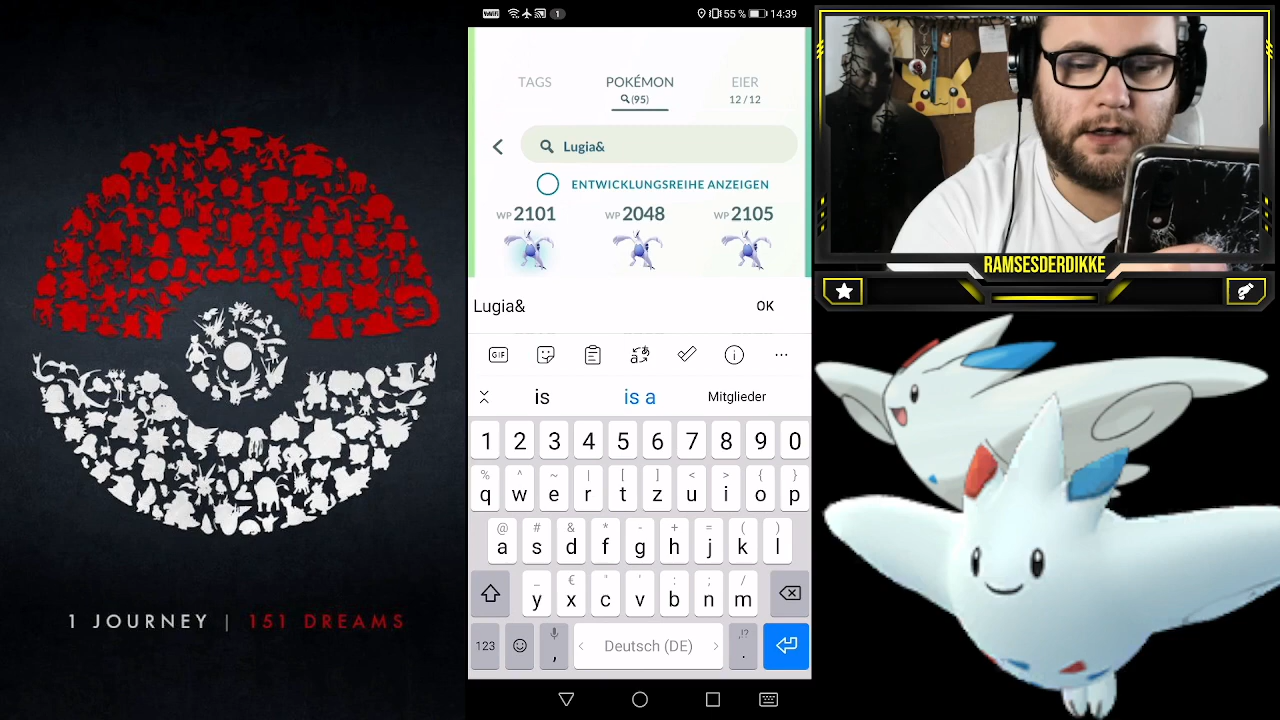 1 JOURNEY | 151 DREAMS
1 55 % 14:39
TAGS POKÉMON EIER
(95) 12 / 12
Lugia&
ENTWICKLUNGSREIHE ANZEIGEN
WP 2101 WP 2048 WP 2105
Lugia& OK
GIF
is is a Mitglieder
1 2 3 4 5 6 7 8 9 0
% ^ ~ | [ ] < > { }
q w e r t z u i o p
@ # & * - + = ( )
a s d f g h j k l
_ € " ' : ; /
y x c v b n m
123 , Deutsch (DE) ,!? .
RAMSESDERDIKKE